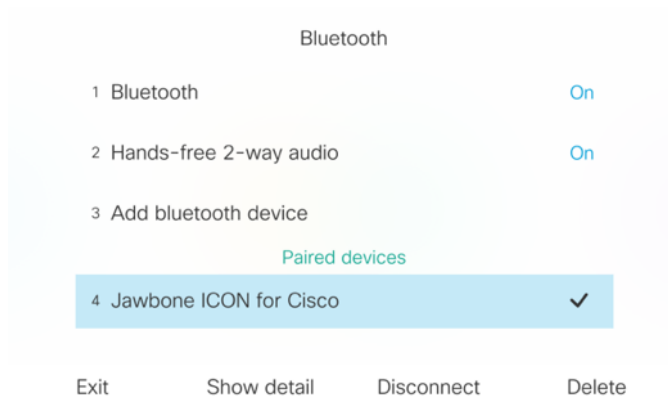 Bluetooth
1 Bluetooth On
2 Hands-free 2-way audio On
3 Add bluetooth device
Paired devices
4 Jawbone ICON for Cisco ✓
Exit Show detail Disconnect Delete